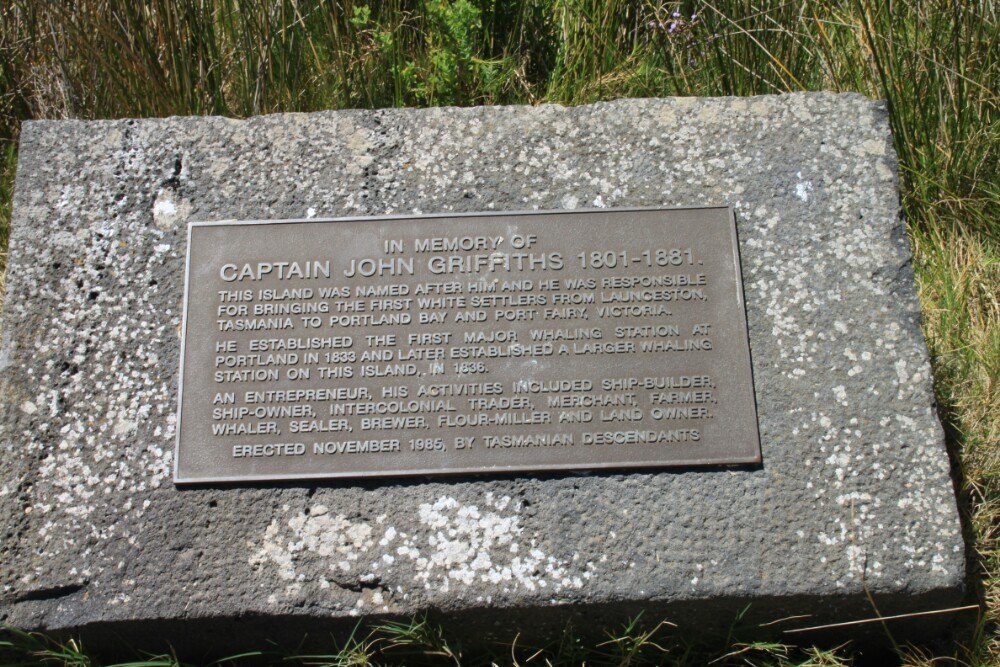 IN MEMORY OF
CAPTAIN JOHN GRIFFITHS 1801-1881.
THIS ISLAND WAS NAMED AFTER HIM AND HE WAS RESPONSIBLE
FOR BRINGING THE FIRST WHITE SETTLERS FROM LAUNCESTON,
TASMANIA TO PORTLAND BAY AND PORT FAIRY, VICTORIA.
HE ESTABLISHED THE FIRST MAJOR WHALING STATION AT
PORTLAND IN 1833 AND LATER ESTABLISHED A LARGER WHALING
STATION ON THIS ISLAND, IN 1836.
AN ENTREPRENEUR, HIS ACTIVITIES INCLUDED SHIP-BUILDER,
SHIP-OWNER, INTERCOLONIAL TRADER, MERCHANT, FARMER,
WHALER, SEALER, BREWER, FLOUR-MILLER AND LAND OWNER.
ERECTED NOVEMBER 1985, BY TASMANIAN DESCENDANTS